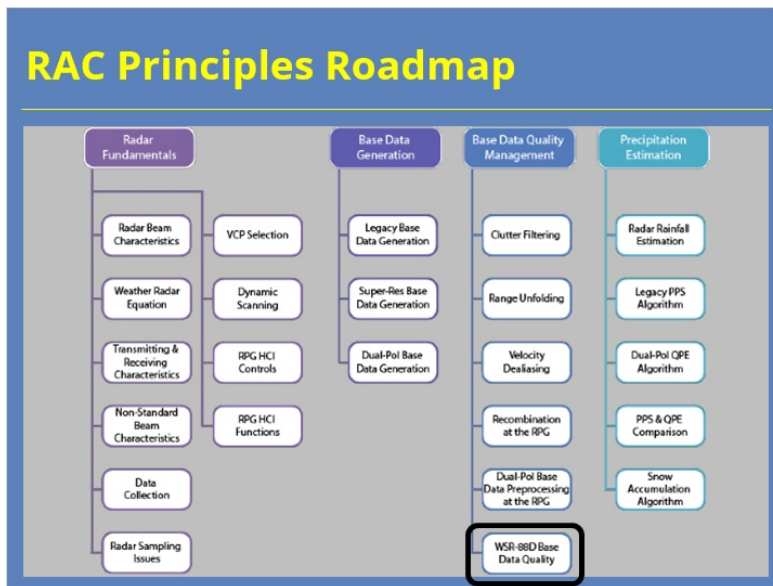 RAC Principles Roadmap
Radar
Fundamentals
Radar Beam
Characteristics
Weather Radar
Equation
Transmitting &
Receiving
Characteristics
Non-Standard
Beam
Characteristics
Data
Collection
Radar Sampling
Issues
VCP Selection
Dynamic
Scanning
RPG HCI
Controls
RPG HCI
Functions
Base Data
Generation
Legacy Base
Data Generation
Super-Res Base
Data Generation
Dual-Pol Base
Data Generation
Base Data Quality
Management
Clutter Filtering
Range Unfolding
Velocity
Dealiasing
Recombination
at the RPG
Dual-Pol Base
Data Preprocessing
at the RPG
WSR-88D Base
Data Quality
Precipitation
Estimation
Radar Rainfall
Estimation
Legacy PPS
Algorithm
Dual-Pol QPE
Algorithm
PPS & QPE
Comparison
Snow
Accumulation
Algorithm